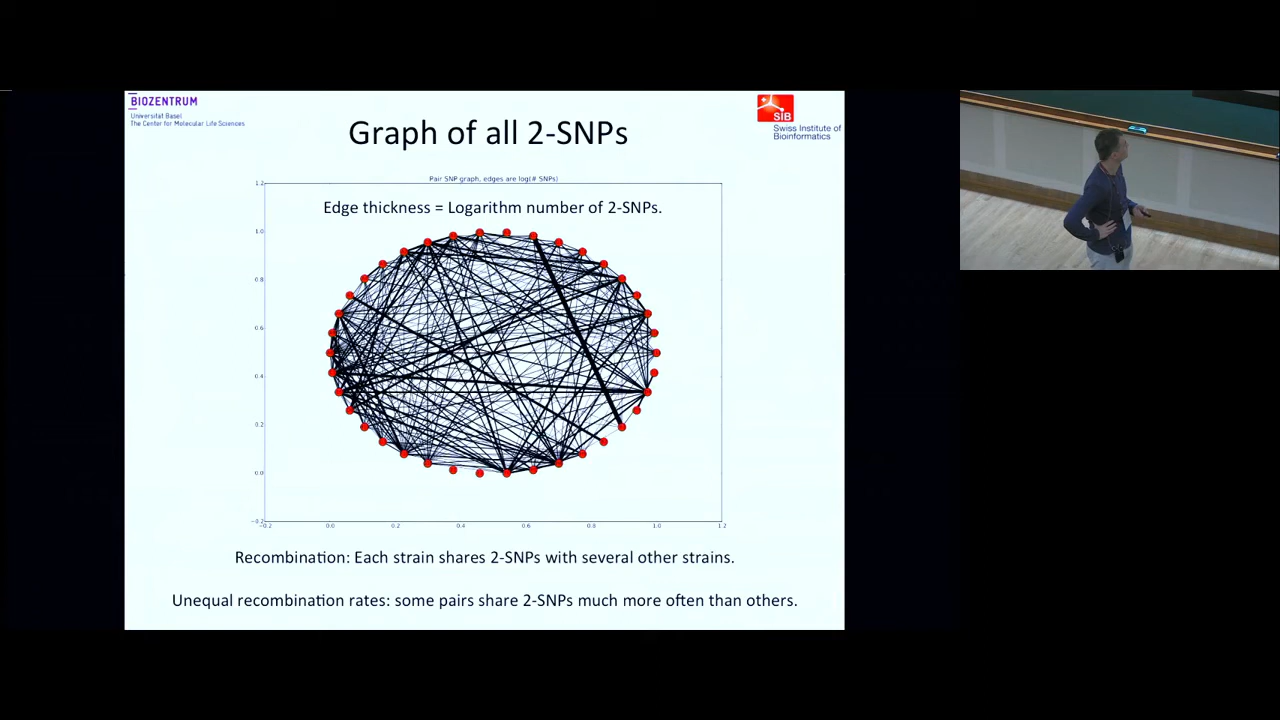 BIOZENTRUM
Universität Basel
The Center for Molecular Life Sciences
SIB
Swiss Institute of
Bioinformatics
Graph of all 2-SNPs
Pair SNP graph, edges are log(# SNPs)
Edge thickness = Logarithm number of 2-SNPs.
1.2
1.0
0.8
0.6
0.4
0.2
0.0
−0.2
−0.2 0.0 0.2 0.4 0.6 0.8 1.0 1.2
Recombination: Each strain shares 2-SNPs with several other strains.
Unequal recombination rates: some pairs share 2-SNPs much more often than others.